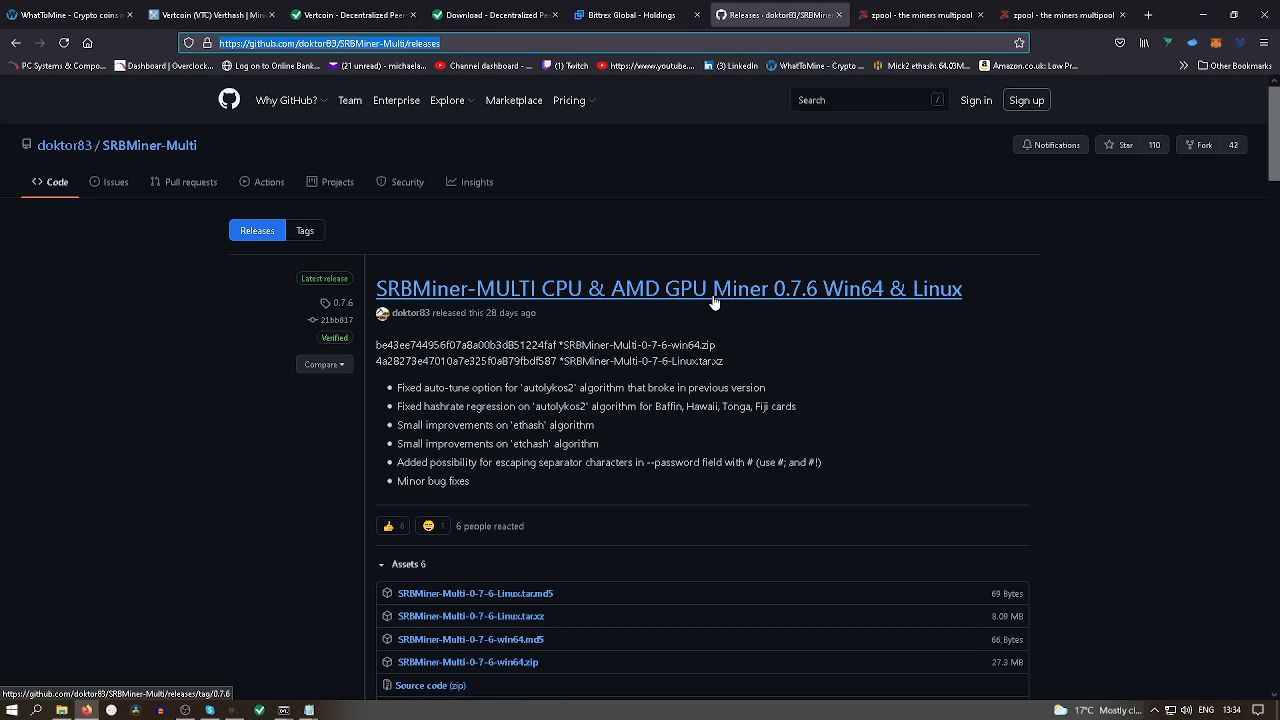 WhatToMine - Crypto coins m
Vertcoin (VTC) Verthash | Minin
Vertcoin - Decentralized Peer
Download - Decentralized Pe
Bittrex Global - Holdings
Releases · doktor83/SRBMiner
zpool - the miner multipool
zpool - the miners multipool
https://github.com/doktor83/SRBMiner-Multi/releases
PC Systems & Compo...
Dashboard | Overclock...
Log on to Online Bank...
(21 unread) - michaela...
Channel dashboard - ...
(1) Twitch
https://www.youtube...
(3) LinkedIn
WhatToMine - Crypto ...
Mick2 ethash: 64.03M...
Amazon.co.uk: Low Pr...
Other Bookmarks
Why GitHub?
Team
Enterprise
Explore
Marketplace
Pricing
Search
/
Sign in
Sign up
doktor83 / SRBMiner-Multi
Notifications
Star
110
Fork
42
Code
Issues
Pull requests
Actions
Projects
Security
Insights
Releases
Tags
Latest release
0.7.6
21bb817
Verified
Compare
SRBMiner-MULTI CPU & AMD GPU Miner 0.7.6 Win64 & Linux
doktor83 released this 28 days ago
be43ee744956f07a8a00b3d851224faf *SRBMiner-Multi-0-7-6-win64.zip
4a28273e47010a7e325f0a879fbdf587 *SRBMiner-Multi-0-7-6-Linux.tar.xz
Fixed auto-tune option for 'autolykos2' algorithm that broke in previous version
Fixed hashrate regression on 'autolykos2' algorithm for Baffin, Hawaii, Tonga, Fiji cards
Small improvements on 'ethash' algorithm
Small improvements on 'etchash' algorithm
Added possibility for escaping separator characters in --password field with # (use #; and #!)
Minor bug fixes
6
1
6 people reacted
Assets 6
SRBMiner-Multi-0-7-6-Linux.tar.md5
69 Bytes
SRBMiner-Multi-0-7-6-Linux.tar.xz
8.09 MB
SRBMiner-Multi-0-7-6-win64.md5
66 Bytes
SRBMiner-Multi-0-7-6-win64.zip
27.3 MB
Source code (zip)
https://github.com/doktor83/SRBMiner-Multi/releases/tag/0.7.6
17°C Mostly cl...
ENG
13:34